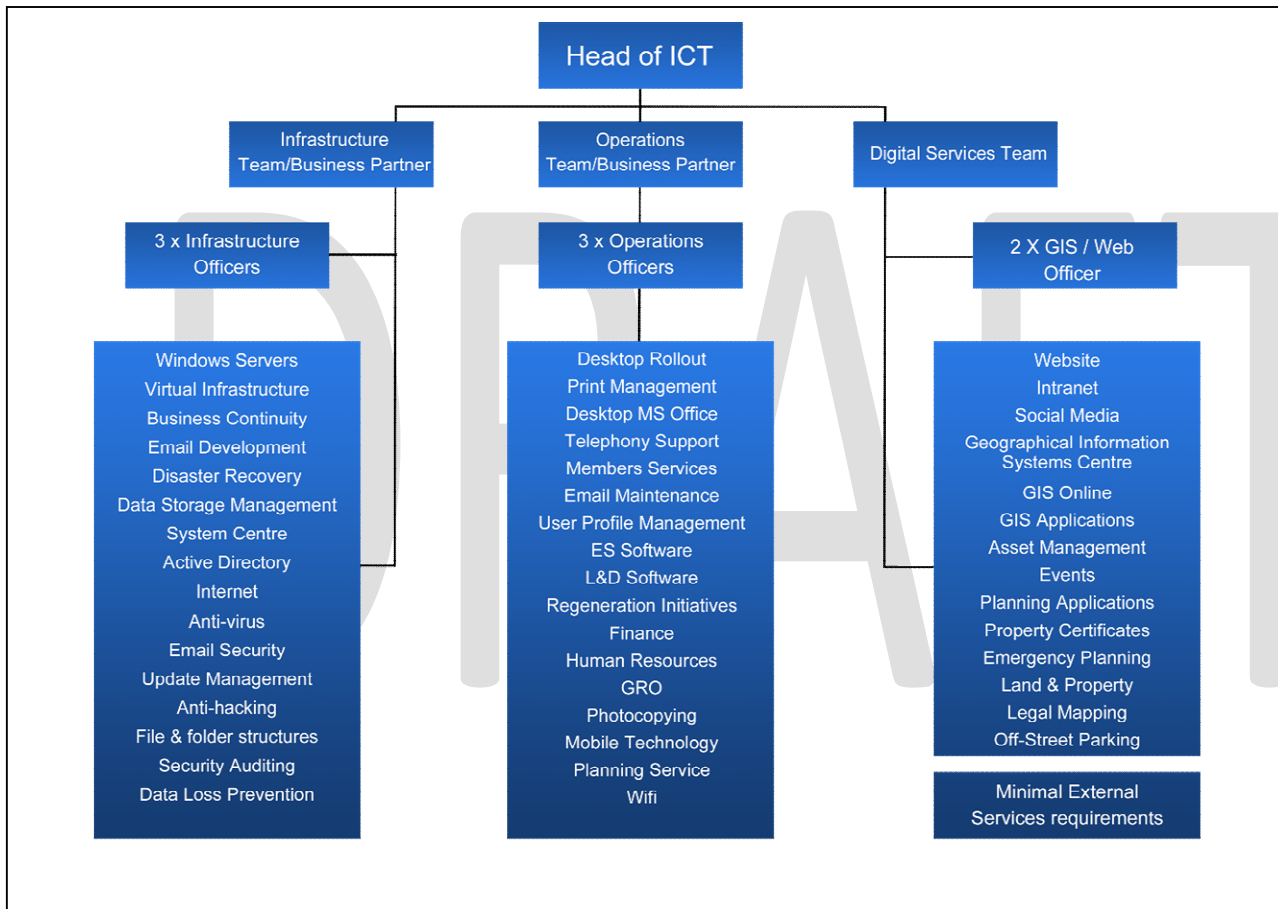 Head of ICT
Infrastructure
Team/Business Partner
Operations
Team/Business Partner
Digital Services Team
3 x Infrastructure
Officers
3 x Operations
Officers
2 X GIS / Web
Officer
Windows Servers
Virtual Infrastructure
Business Continuity
Email Development
Disaster Recovery
Data Storage Management
System Centre
Active Directory
Internet
Anti-virus
Email Security
Update Management
Anti-hacking
File & folder structures
Security Auditing
Data Loss Prevention
Desktop Rollout
Print Management
Desktop MS Office
Telephony Support
Members Services
Email Maintenance
User Profile Management
ES Software
L&D Software
Regeneration Initiatives
Finance
Human Resources
GRO
Photocopying
Mobile Technology
Planning Service
Wifi
Website
Intranet
Social Media
Geographical Information
Systems Centre
GIS Online
GIS Applications
Asset Management
Events
Planning Applications
Property Certificates
Emergency Planning
Land & Property
Legal Mapping
Off-Street Parking
Minimal External
Services requirements
DRAFT